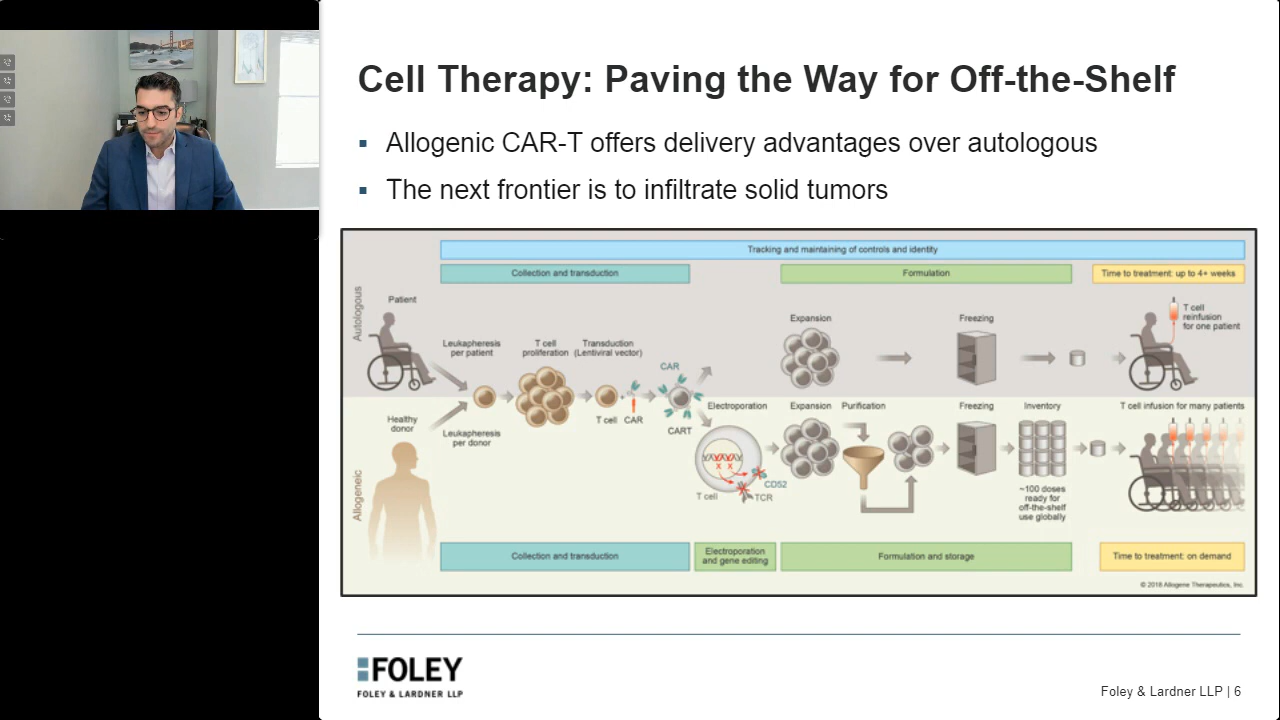 Cell Therapy: Paving the Way for Off-the-Shelf
Allogenic CAR-T offers delivery advantages over autologous
The next frontier is to infiltrate solid tumors
Tracking and maintaining of controls and identity
Collection and transduction
Formulation
Time to treatment: up to 4+ weeks
Autologous
Patient
Leukapheresis
per patient
T cell
proliferation
Transduction
(Lentiviral vector)
T cell
CAR
CAR
CART
Expansion
Freezing
T cell
reinfusion
for one patient
Allogeneic
Healthy
donor
Leukapheresis
per donor
Electroporation
T cell
CD52
TCR
Expansion
Purification
Freezing
Inventory
~100 doses
ready for
off-the-shelf
use globally
T cell infusion for many patients
Collection and transduction
Electroporation
and gene editing
Formulation and storage
Time to treatment: on demand
© 2018 Allogene Therapeutics, Inc.
FOLEY
FOLEY & LARDNER LLP
Foley & Lardner LLP | 6